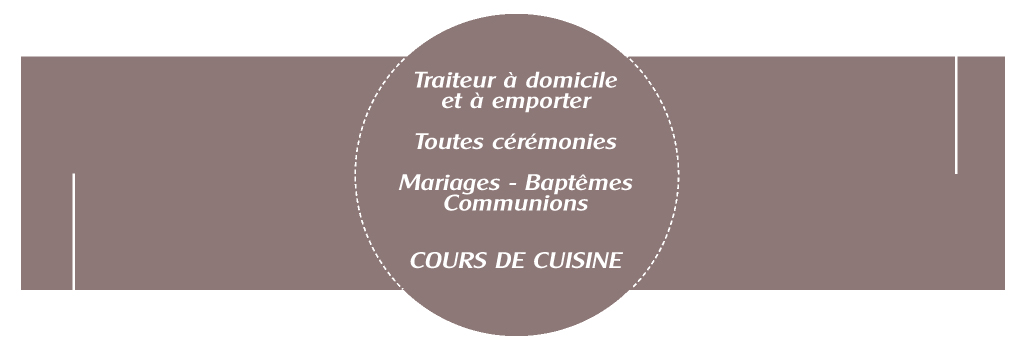 Traiteur à domicile
et à emporter
Toutes cérémonies
Mariages - Baptêmes
Communions
COURS DE CUISINE